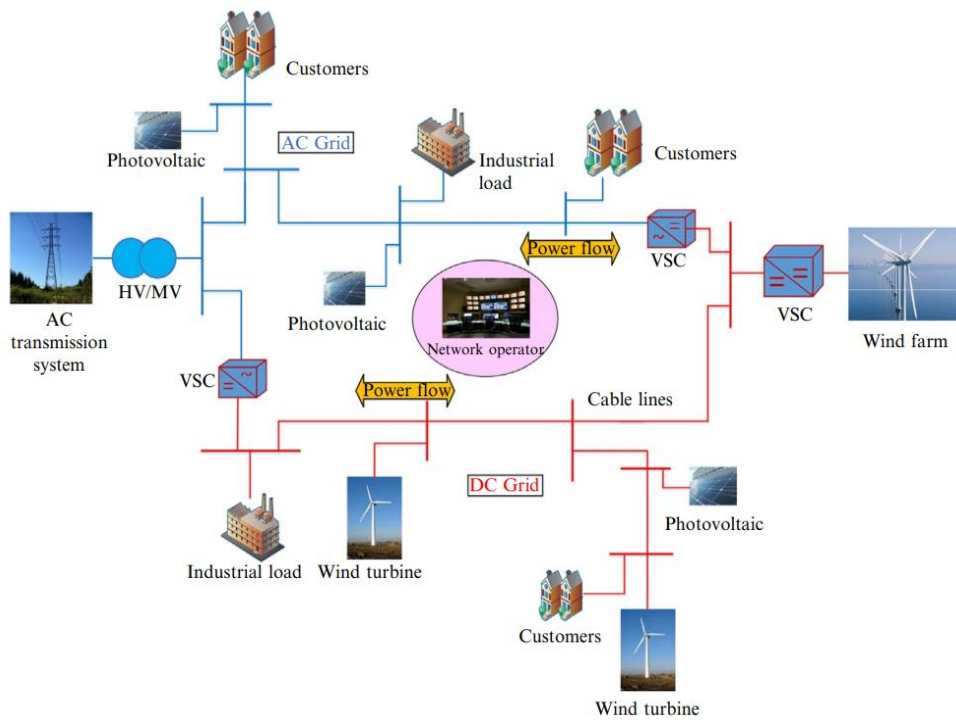 Customers
Photovoltaic
AC Grid
Industrial
load
Customers
AC
transmission
system
HV/MV
Photovoltaic
Power flow
VSC
VSC
Wind farm
Network operator
VSC
Power flow
Cable lines
DC Grid
Industrial load
Wind turbine
Photovoltaic
Customers
Wind turbine